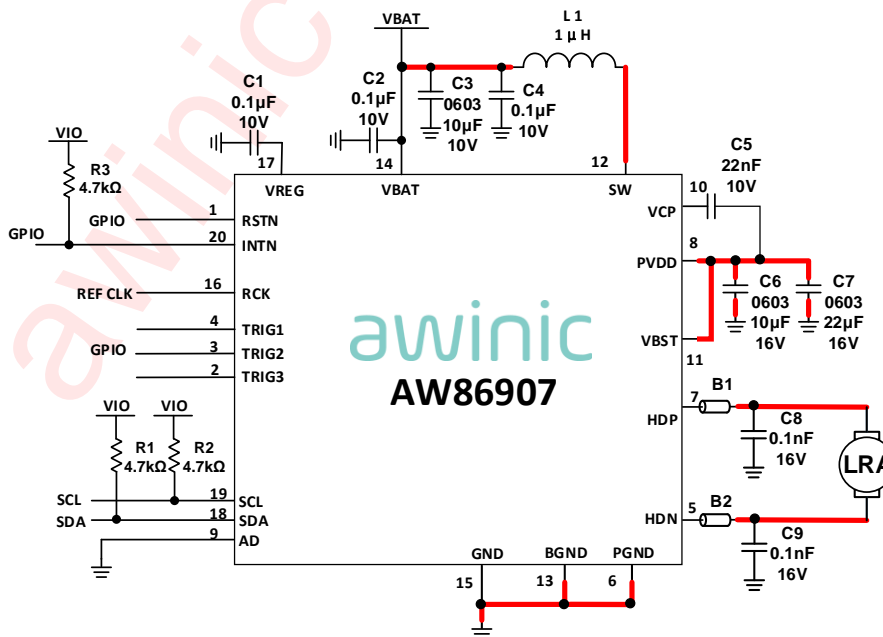 awinic
VBAT
L 1
1 µ H
C1
0.1µF
10V
C2
0.1µF
10V
C3
0603
10µF
10V
C4
0.1µF
10V
VIO
R3
4.7kΩ
17
14
12
VREG
VBAT
SW
C5
22nF
10V
10
VCP
GPIO
1
RSTN
GPIO
20
INTN
8
PVDD
REF CLK
16
RCK
C6
0603
10µF
16V
C7
0603
22µF
16V
4
TRIG1
GPIO
3
TRIG2
2
TRIG3
awinic
AW86907
VBST
11
7
B1
HDP
C8
0.1nF
16V
LRA
VIO
VIO
R1
4.7kΩ
R2
4.7kΩ
SCL
19
SCL
SDA
18
SDA
9
AD
5
B2
HDN
C9
0.1nF
16V
GND
BGND
PGND
15
13
6